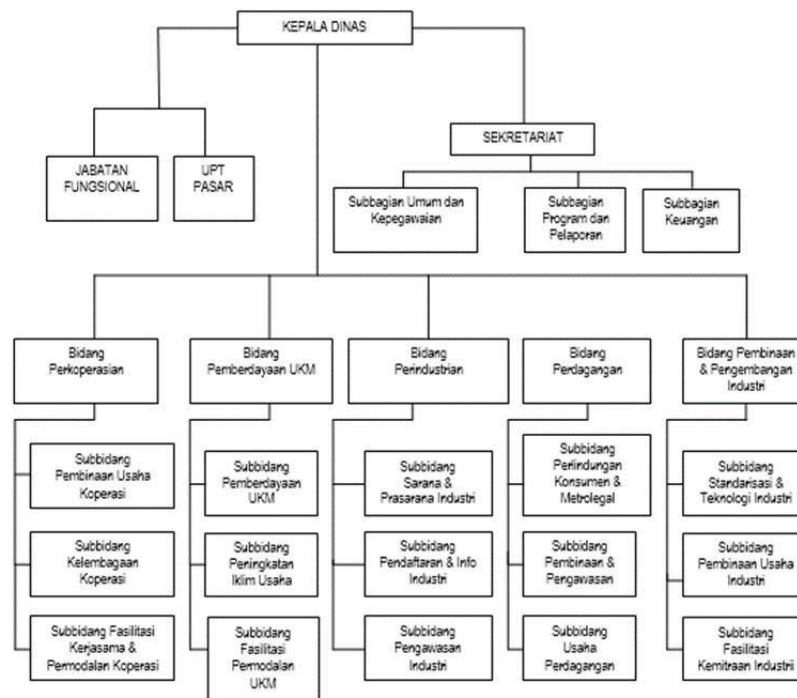 KEPALA DINAS
SEKRETARIAT
JABATAN
FUNGSIONAL
UPT
PASAR
Subbagian Umum dan
Kepegawaian
Subbagian
Program dan
Pelaporan
Subbagian
Keuangan
Bidang
Perkoperasian
Bidang
Pemberdayaan UKM
Bidang
Perindustrian
Bidang
Perdagangan
Bidang Pembinaan
& Pengembangan
Industri
Subbidang
Pembinaan Usaha
Koperasi
Subbidang
Pemberdayaan
UKM
Subbidang
Sarana &
Prasarana Industri
Subbidang
Perlindungan
Konsumen &
Metrolegal
Subbidang
Standarisasi &
Teknologi Industri
Subbidang
Kelembagaan
Koperasi
Subbidang
Peningkatan
Iklim Usaha
Subbidang
Pendaftaran & Info
Industri
Subbidang
Pembinaan &
Pengawasan
Subbidang
Pembinaan Usaha
Industri
Subbidang Fasilitasi
Kerjasama &
Permodalan Koperasi
Subbidang
Fasilitasi
Permodalan
UKM
Subbidang
Pengawasan
Industri
Subbidang
Usaha
Perdagangan
Subbidang
Fasilitasi
Kemitraan Industrii